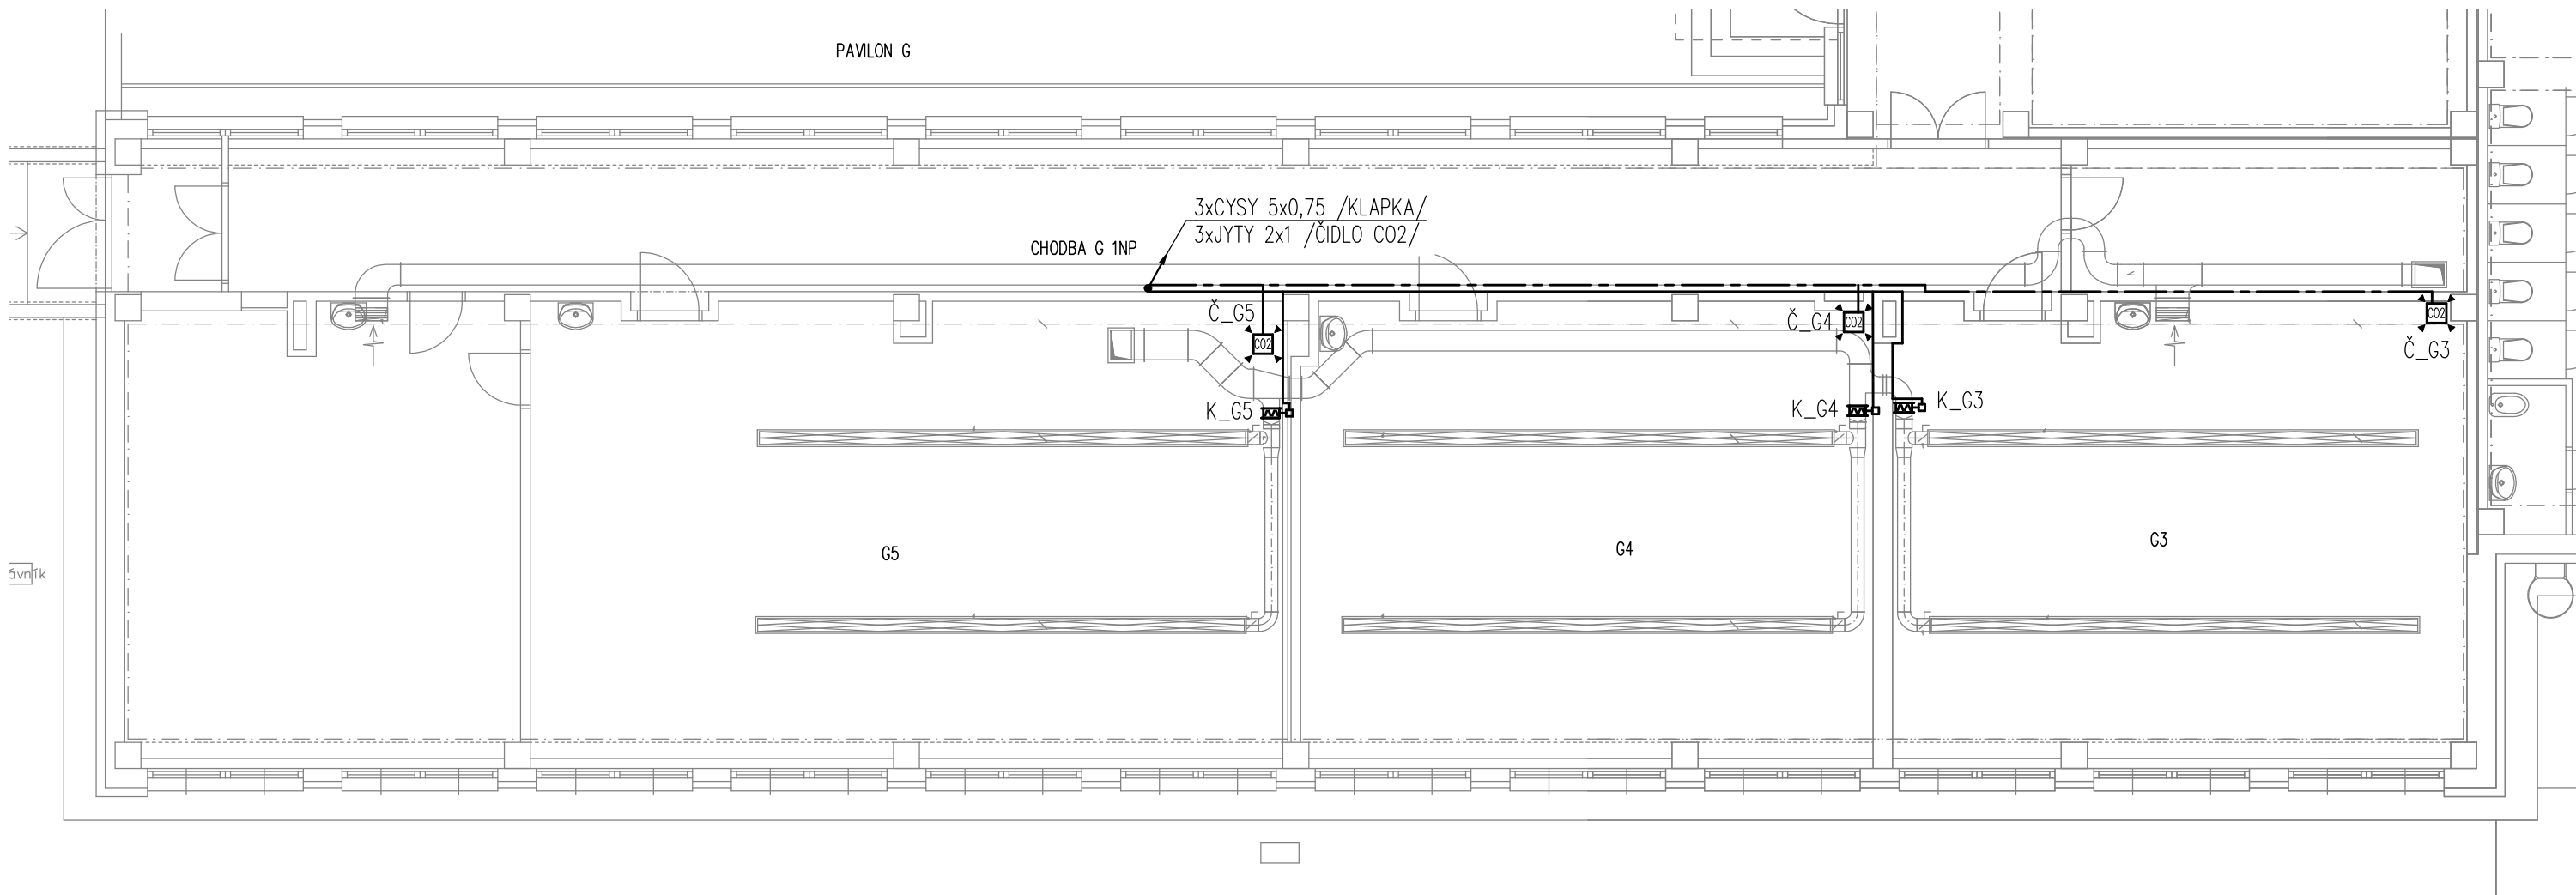 PAVILON G
3xCYSY 5x0,75 /KLAPKA/
3xJYTY 2x1 /ČIDLO CO2/
CHODBA G 1NP
Č_G5
CO2
Č_G4
CO2
CO2
Č_G3
K_G5
K_G4
K_G3
G5
G4
G3
ávník